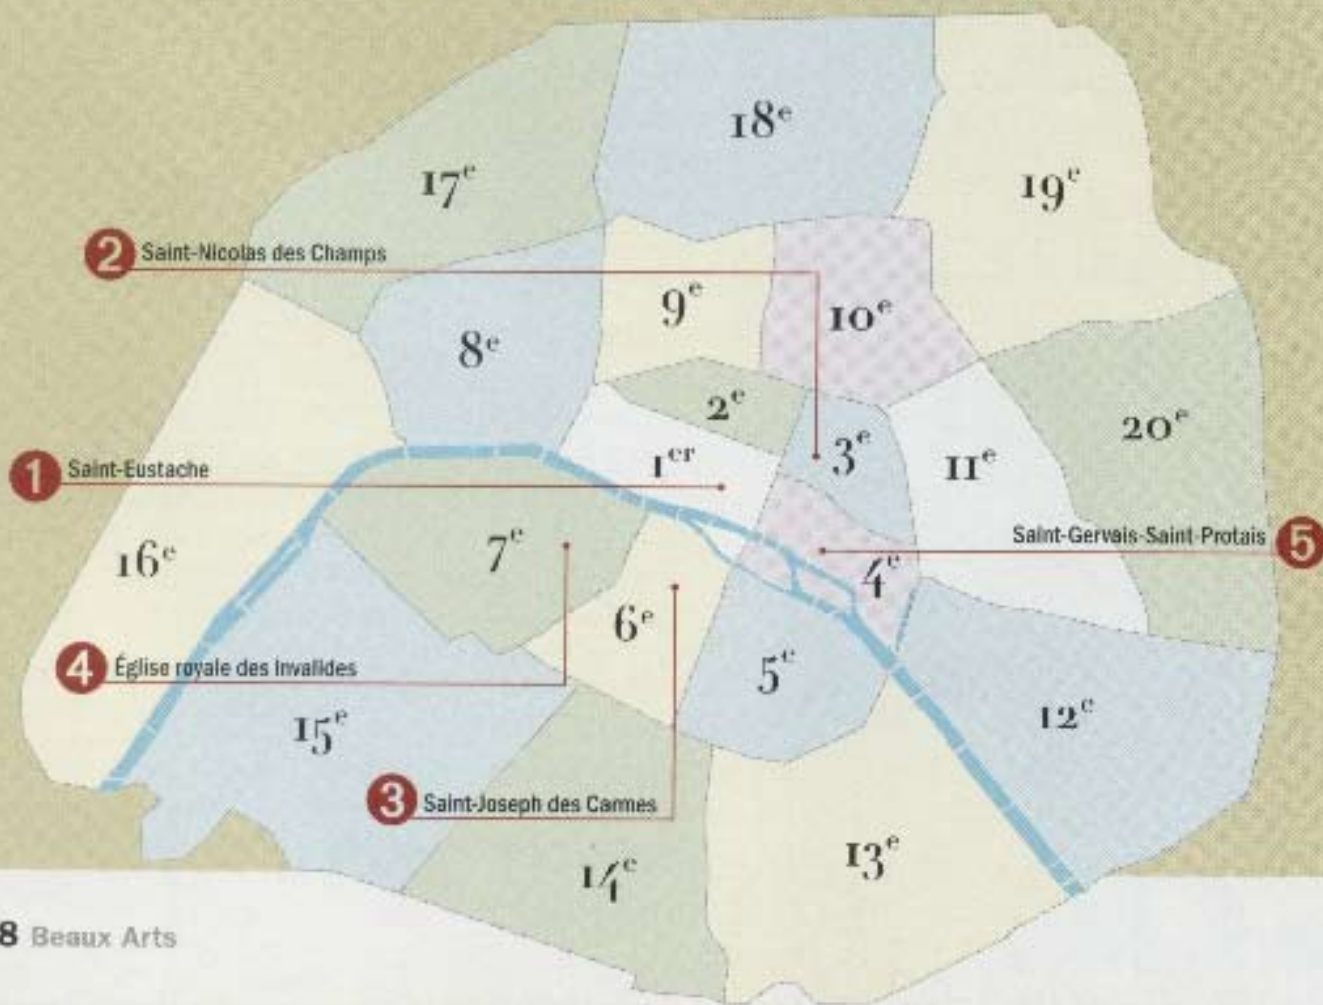 18e
17e
19e
2 Saint-Nicolas des Champs
9e
10e
8e
2e
20e
3e
1er
11e
1 Saint-Eustache
Saint-Gervais-Saint-Protais 5
7e
16e
4e
6e
4 Église royale des Invalides
5e
12e
15e
3 Saint-Joseph des Carmes
13e
14e
8 Beaux Arts